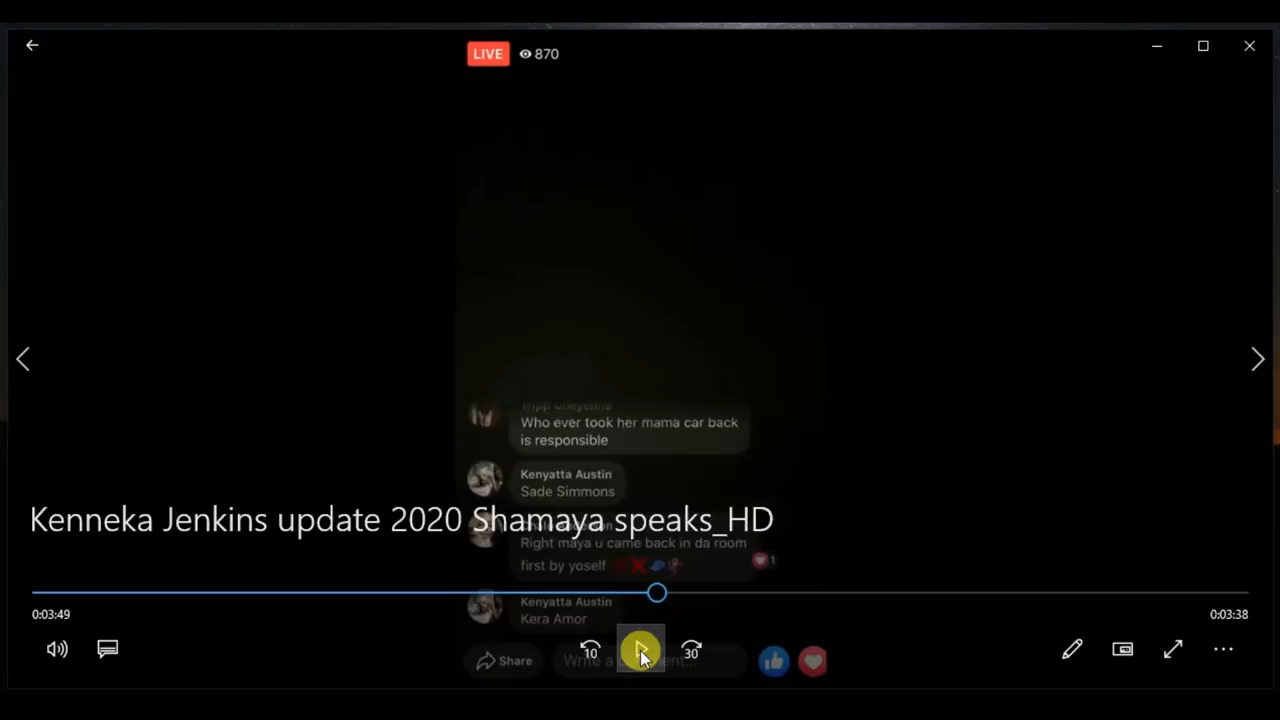 LIVE 870
Who ever took her mama car back
is responsible
Kenyatta Austin
Sade Simmons
Kenneka Jenkins update 2020 Shamaya speaks_HD
Right maya u came back in da room
first by yoself
1
Kenyatta Austin
Kera Amor
0:03:49
0:03:38
10
30
Share